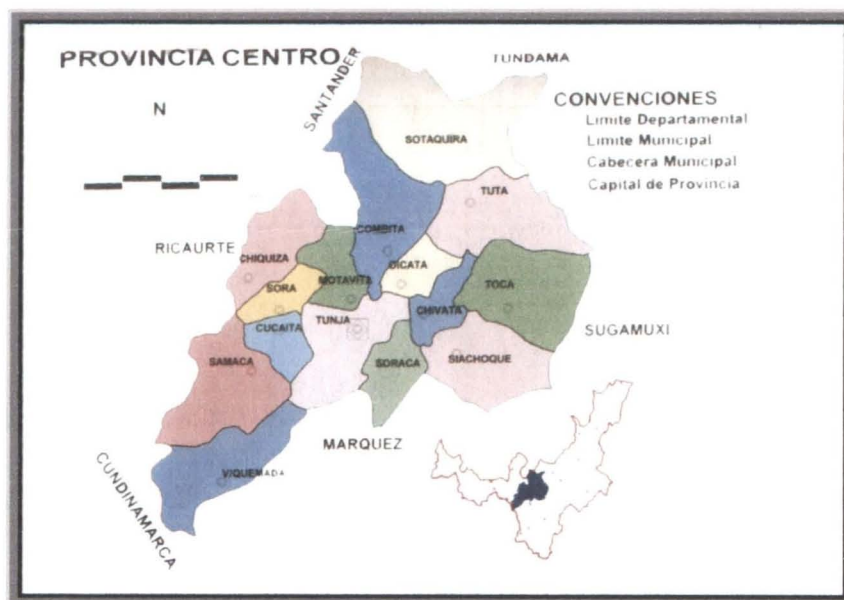 PROVINCIA CENTRO
TUNDAMA
SANTANDER
N
CONVENCIONES
Limite Departamental
Limite Municipal
Cabecera Municipal
Capital de Provincia
SOTAQUIRA
TUTA
COMBITA
RICAURTE
CHIQUIZA
OICATA
MOTAVITA
SORA
TOCA
CHIVATA
TUNJA
CUCAITA
SUGAMUXI
SIACHOQUE
SAMACA
SORACA
MARQUEZ
V/QUEMADA
CUNDINAMARCA